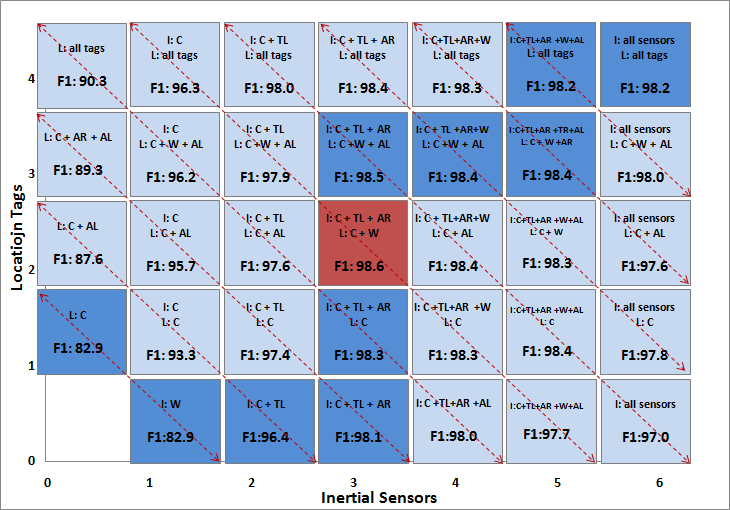 Locatiojn Tags
4
L: all tags
F1: 90.3
I: C
L: all tags
F1: 96.3
I: C + TL
L: all tags
F1: 98.0
I: C + TL + AR
L: all tags
F1: 98.4
I: C+TL+AR+W
L: all tags
F1: 98.3
I:C+TL+AR +W+AL
L: all tags
F1: 98.2
I: all sensors
L: all tags
F1: 98.2
3
L: C + AR + AL
F1: 89.3
I: C
L: C + W + AL
F1: 96.2
I: C + TL
L: C +W + AL
F1: 97.9
I: C + TL + AR
L: C +W + AL
F1: 98.5
I: C + TL +AR+W
L: C +W + AL
F1: 98.4
I:C+TL+AR +TR+AL
L: C + W +AR
F1: 98.4
I: all sensors
L: C +W + AL
F1: 98.0
2
L: C + AL
F1: 87.6
I: C
L: C + AL
F1: 95.7
I: C + TL
L: C + AL
F1: 97.6
I: C + TL + AR
L: C + W
F1: 98.6
I: C + TL+AR+W
L: C + AL
F1: 98.4
I:C+TL+AR +W+AL
L: C + W
F1: 98.3
I: all sensors
L: C + AL
F1:97.6
1
L: C
F1: 82.9
I: C
L: C
F1: 93.3
I: C + TL
L: C
F1: 97.4
I: C + TL + AR
L: C
F1: 98.3
I: C +TL+AR +W
L: C
F1: 98.3
I:C+TL+AR +W+AL
L: C
F1: 98.4
I: all sensors
L: C
F1:97.8
0
I: W
F1:82.9
I: C + TL
F1: 96.4
I: C + TL + AR
F1: 98.1
I: C +TL+AR +AL
F1:98.0
I:C+TL+AR +W+AL
F1:97.7
I: all sensors
F1:97.0
0 1 2 3 4 5 6
Inertial Sensors